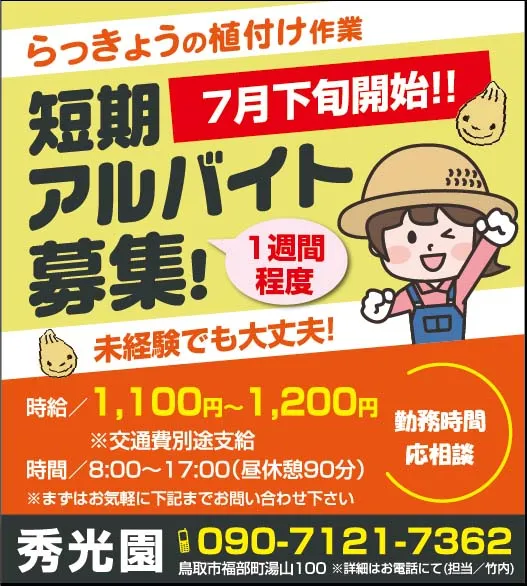 らっきょうの植付け作業
7月下旬開始!!
短期
アルバイト
募集!
1週間
程度
未経験でも大丈夫!
時給/1,100円〜1,200円
※交通費別途支給
時間/8:00〜17:00(昼休憩90分)
※まずはお気軽に下記までお問い合わせ下さい
勤務時間
応相談
秀光園
090-7121-7362
鳥取市福部町湯山100 ※詳細はお電話にて(担当/竹内)